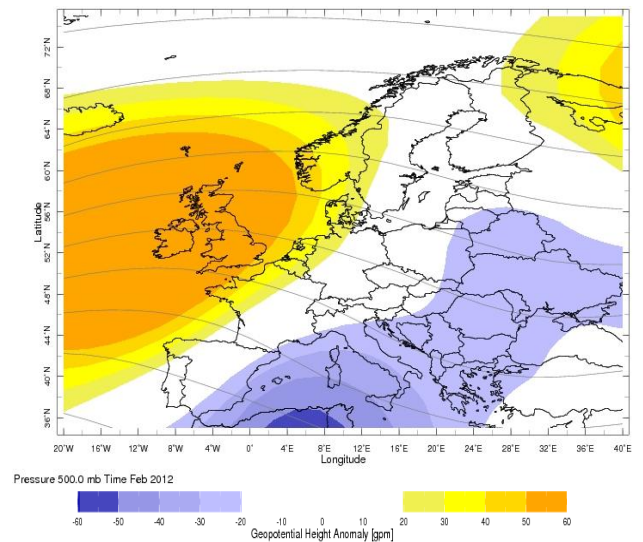 72°N
68°N
64°N
60°N
56°N
52°N
48°N
44°N
40°N
36°N
Latitude
20°W 16°W 12°W 8°W 4°W 0° 4°E 8°E 12°E 16°E 20°E 24°E 28°E 32°E 36°E 40°E
Longitude
Pressure 500.0 mb Time Feb 2012
-60 -50 -40 -30 -20 -10 0 10 20 30 40 50 60
Geopotential Height Anomaly [gpm]